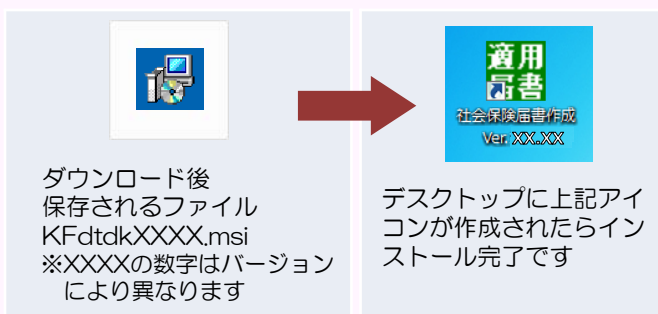 ダウンロード後
保存されるファイル
KFdtdkXXXX.msi
※XXXXの数字はバージョン
により異なります
適用
届書
社会保険届書作成
Ver. XX.XX
デスクトップに上記アイ
コンが作成されたらイン
ストール完了です